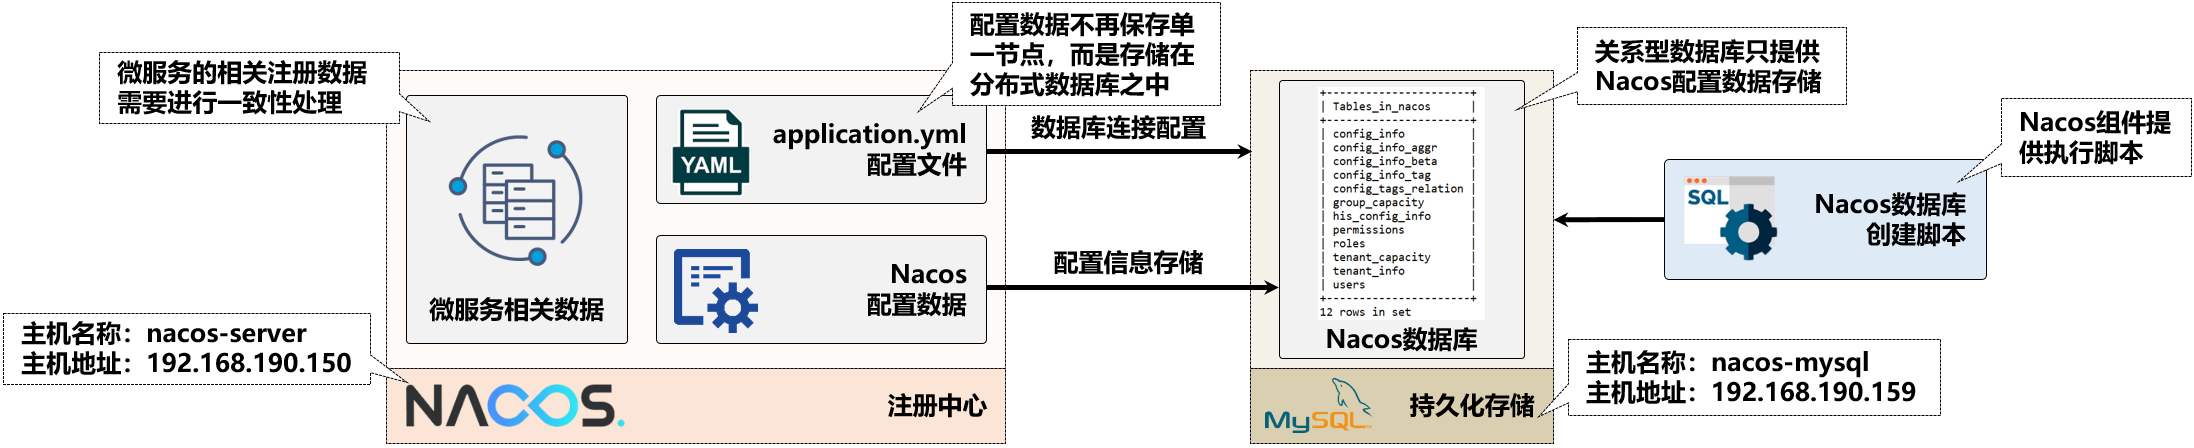 微服务的相关注册数据
需要进行一致性处理
配置数据不再保存单
一节点，而是存储在
分布式数据库之中
关系型数据库只提供
Nacos配置数据存储
Nacos组件提
供执行脚本
微服务相关数据
YAML
application.yml
配置文件
数据库连接配置
Nacos
配置数据
配置信息存储
+----------------------+
| Tables_in_nacos      |
+----------------------+
| config_info          |
| config_info_aggr     |
| config_info_beta     |
| config_info_tag      |
| config_tags_relation |
| group_capacity       |
| his_config_info      |
| permissions          |
| roles                |
| tenant_capacity      |
| tenant_info          |
| users                |
+----------------------+
12 rows in set
Nacos数据库
SQL
Nacos数据库
创建脚本
主机名称：nacos-server
主机地址：192.168.190.150
NACOS.
注册中心
MySQL
持久化存储
主机名称：nacos-mysql
主机地址：192.168.190.159